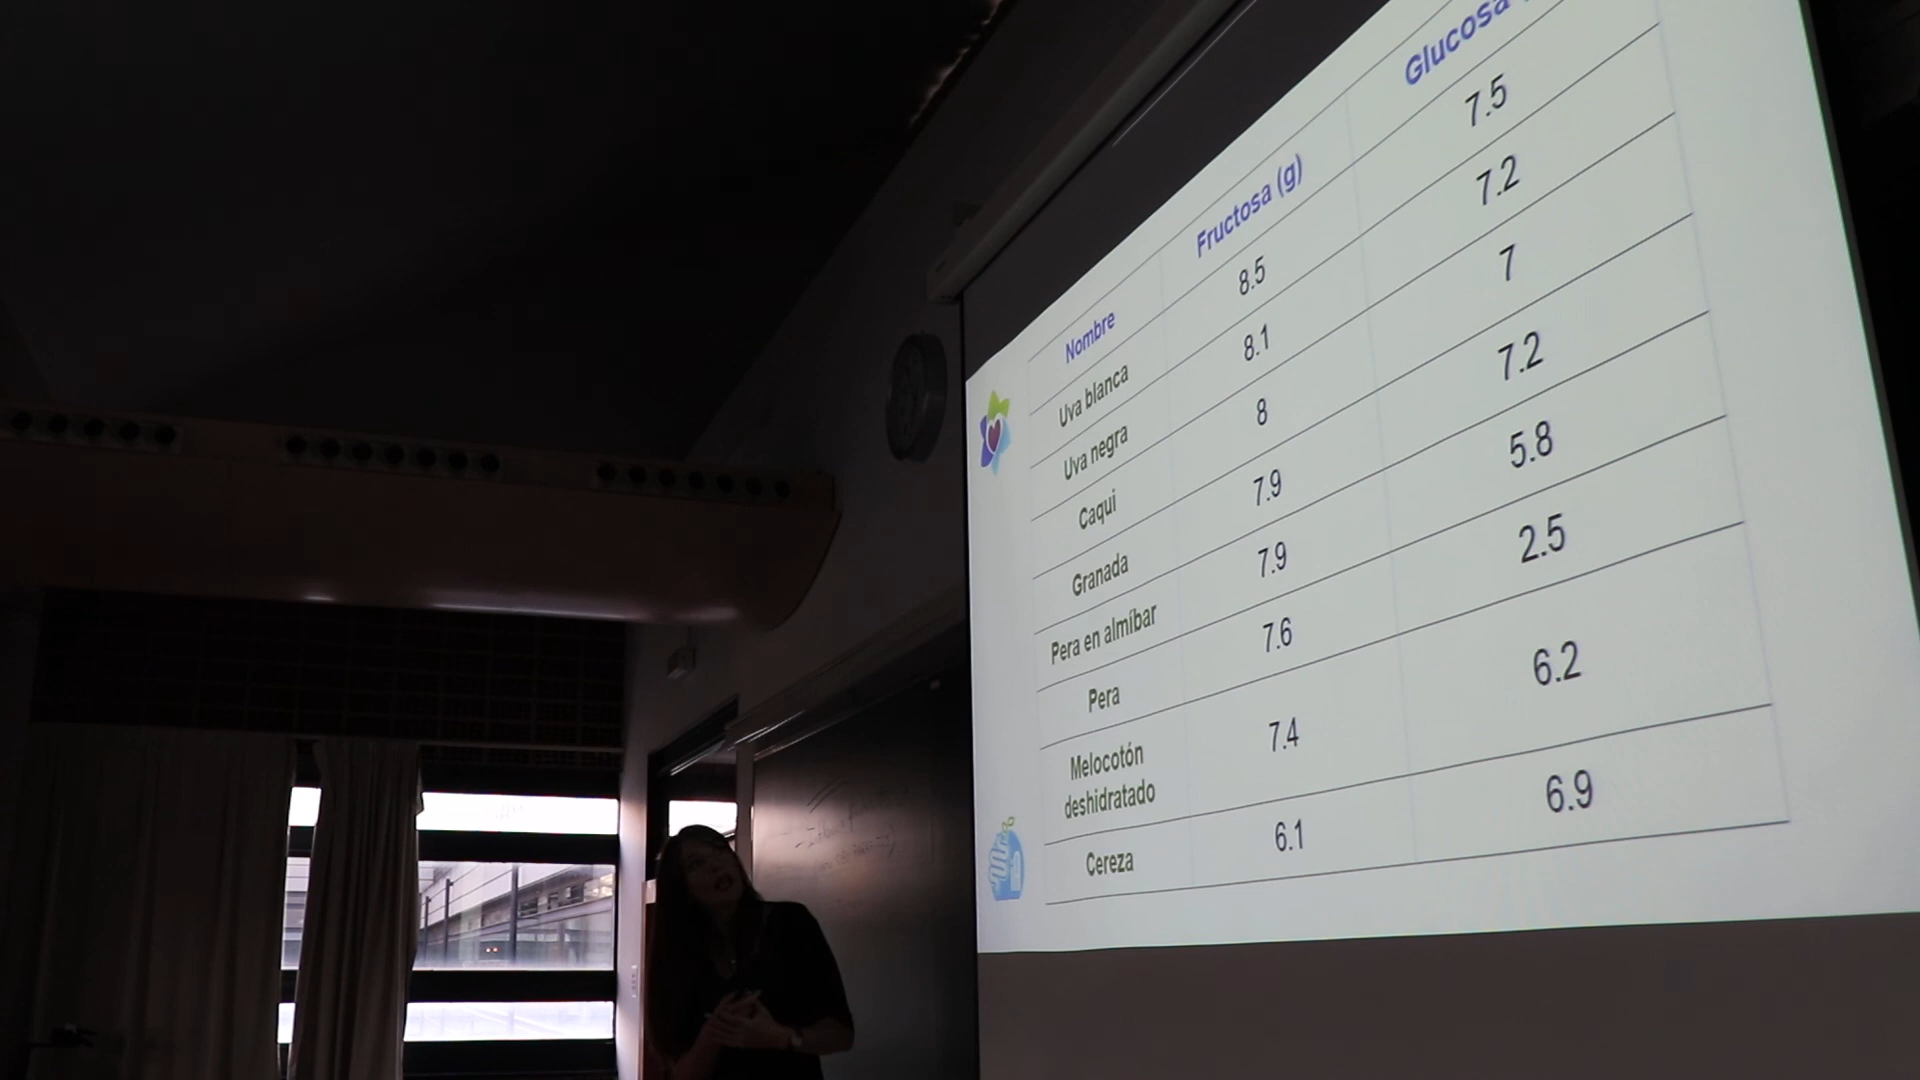 Nombre Fructosa (g) Glucosa
Uva blanca 8.5 7.5
Uva negra 8.1 7.2
Caqui 8 7
Granada 7.9 7.2
Pera en almíbar 7.9 5.8
Pera 7.6 2.5
Melocotón
deshidratado 7.4 6.2
Cereza 6.1 6.9